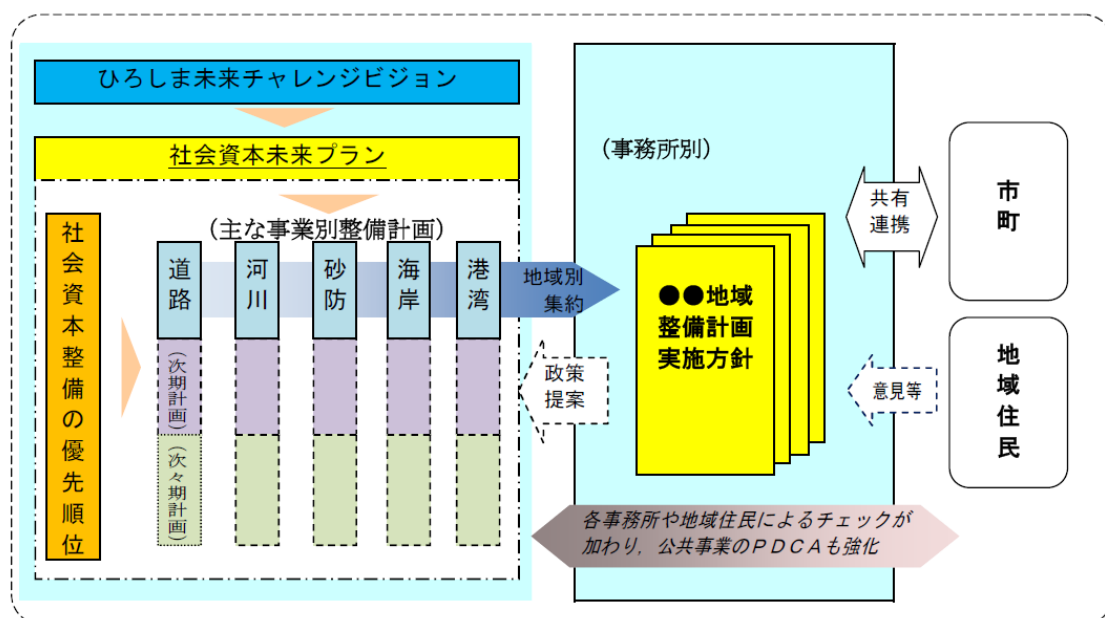 ひろしま未来チャレンジビジョン
社会資本未来プラン
(主な事業別整備計画)
社会資本整備の優先順位
道路
河川
砂防
海岸
港湾
(次期計画)
(次々期計画)
地域別
集約
政策
提案
(事務所別)
●●地域
整備計画
実施方針
共有
連携
意見等
市町
地域住民
各事務所や地域住民によるチェックが
加わり,公共事業のPDCAも強化